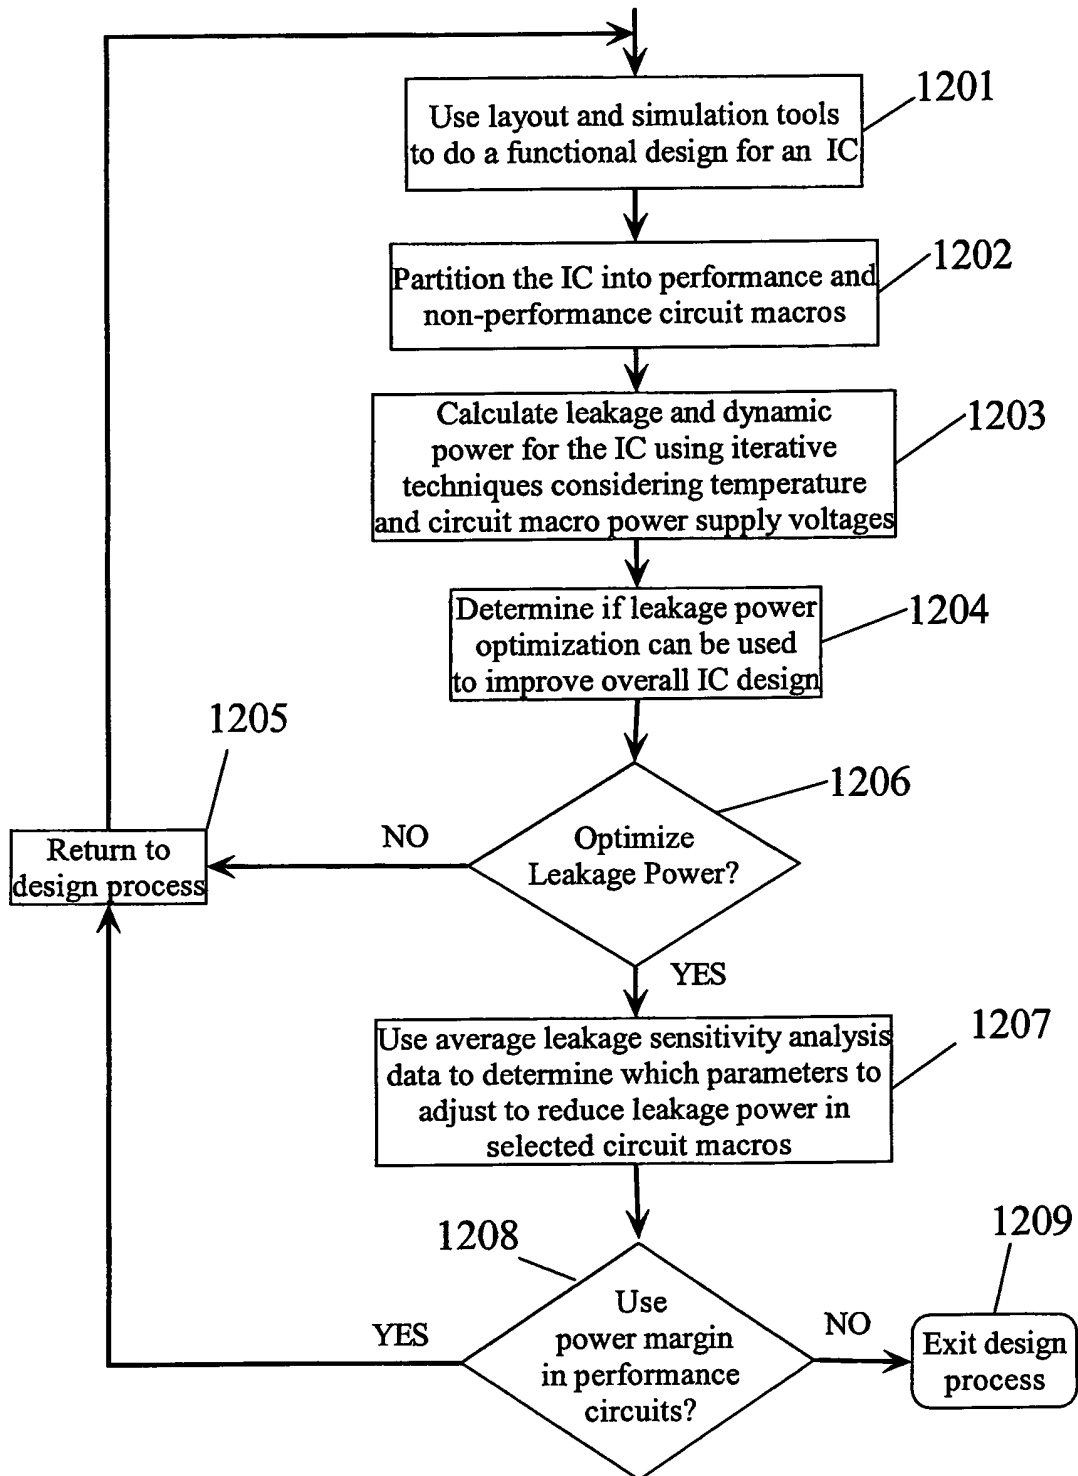 1201
Use layout and simulation tools
to do a functional design for an IC
1202
Partition the IC into performance and
non-performance circuit macros
1203
Calculate leakage and dynamic
power for the IC using iterative
techniques considering temperature
and circuit macro power supply voltages
1204
Determine if leakage power
optimization can be used
to improve overall IC design
1205
1206
NO
Optimize
Leakage Power?
Return to
design process
YES
1207
Use average leakage sensitivity analysis
data to determine which parameters to
adjust to reduce leakage power in
selected circuit macros
1208
1209
YES
Use
power margin
in performance
circuits?
NO
Exit design
process